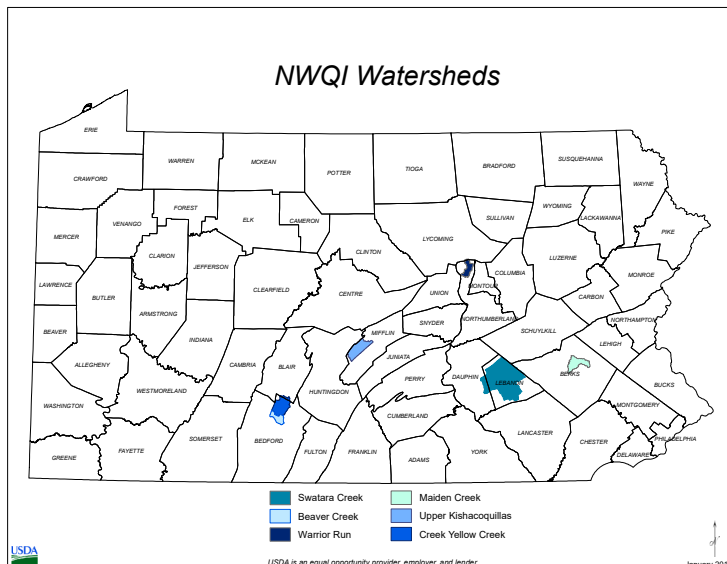 NWQI Watersheds
ERIE
CRAWFORD
WARREN
MCKEAN
POTTER
TIOGA
BRADFORD
SUSQUEHANNA
WAYNE
WYOMING
LACKAWANNA
PIKE
MERCER
VENANGO
FOREST
ELK
CAMERON
SULLIVAN
LYCOMING
CLINTON
CLARION
JEFFERSON
CLEARFIELD
CENTRE
UNION
MONTOUR
COLUMBIA
LUZERNE
MONROE
CARBON
LAWRENCE
BUTLER
ARMSTRONG
INDIANA
BEAVER
ALLEGHENY
WESTMORELAND
CAMBRIA
BLAIR
HUNTINGDON
MIFFLIN
SNYDER
NORTHUMBERLAND
JUNIATA
PERRY
DAUPHIN
LEBANON
SCHUYLKILL
NORTHAMPTON
LEHIGH
BERKS
BUCKS
MONTGOMERY
PHILADELPHIA
WASHINGTON
GREENE
FAYETTE
SOMERSET
BEDFORD
FULTON
FRANKLIN
CUMBERLAND
ADAMS
YORK
LANCASTER
CHESTER
DELAWARE
Swatara Creek
Maiden Creek
Beaver Creek
Upper Kishacoquillas
Warrior Run
Creek Yellow Creek
USDA
USDA is an equal opportunity provider, employer, and lender
January